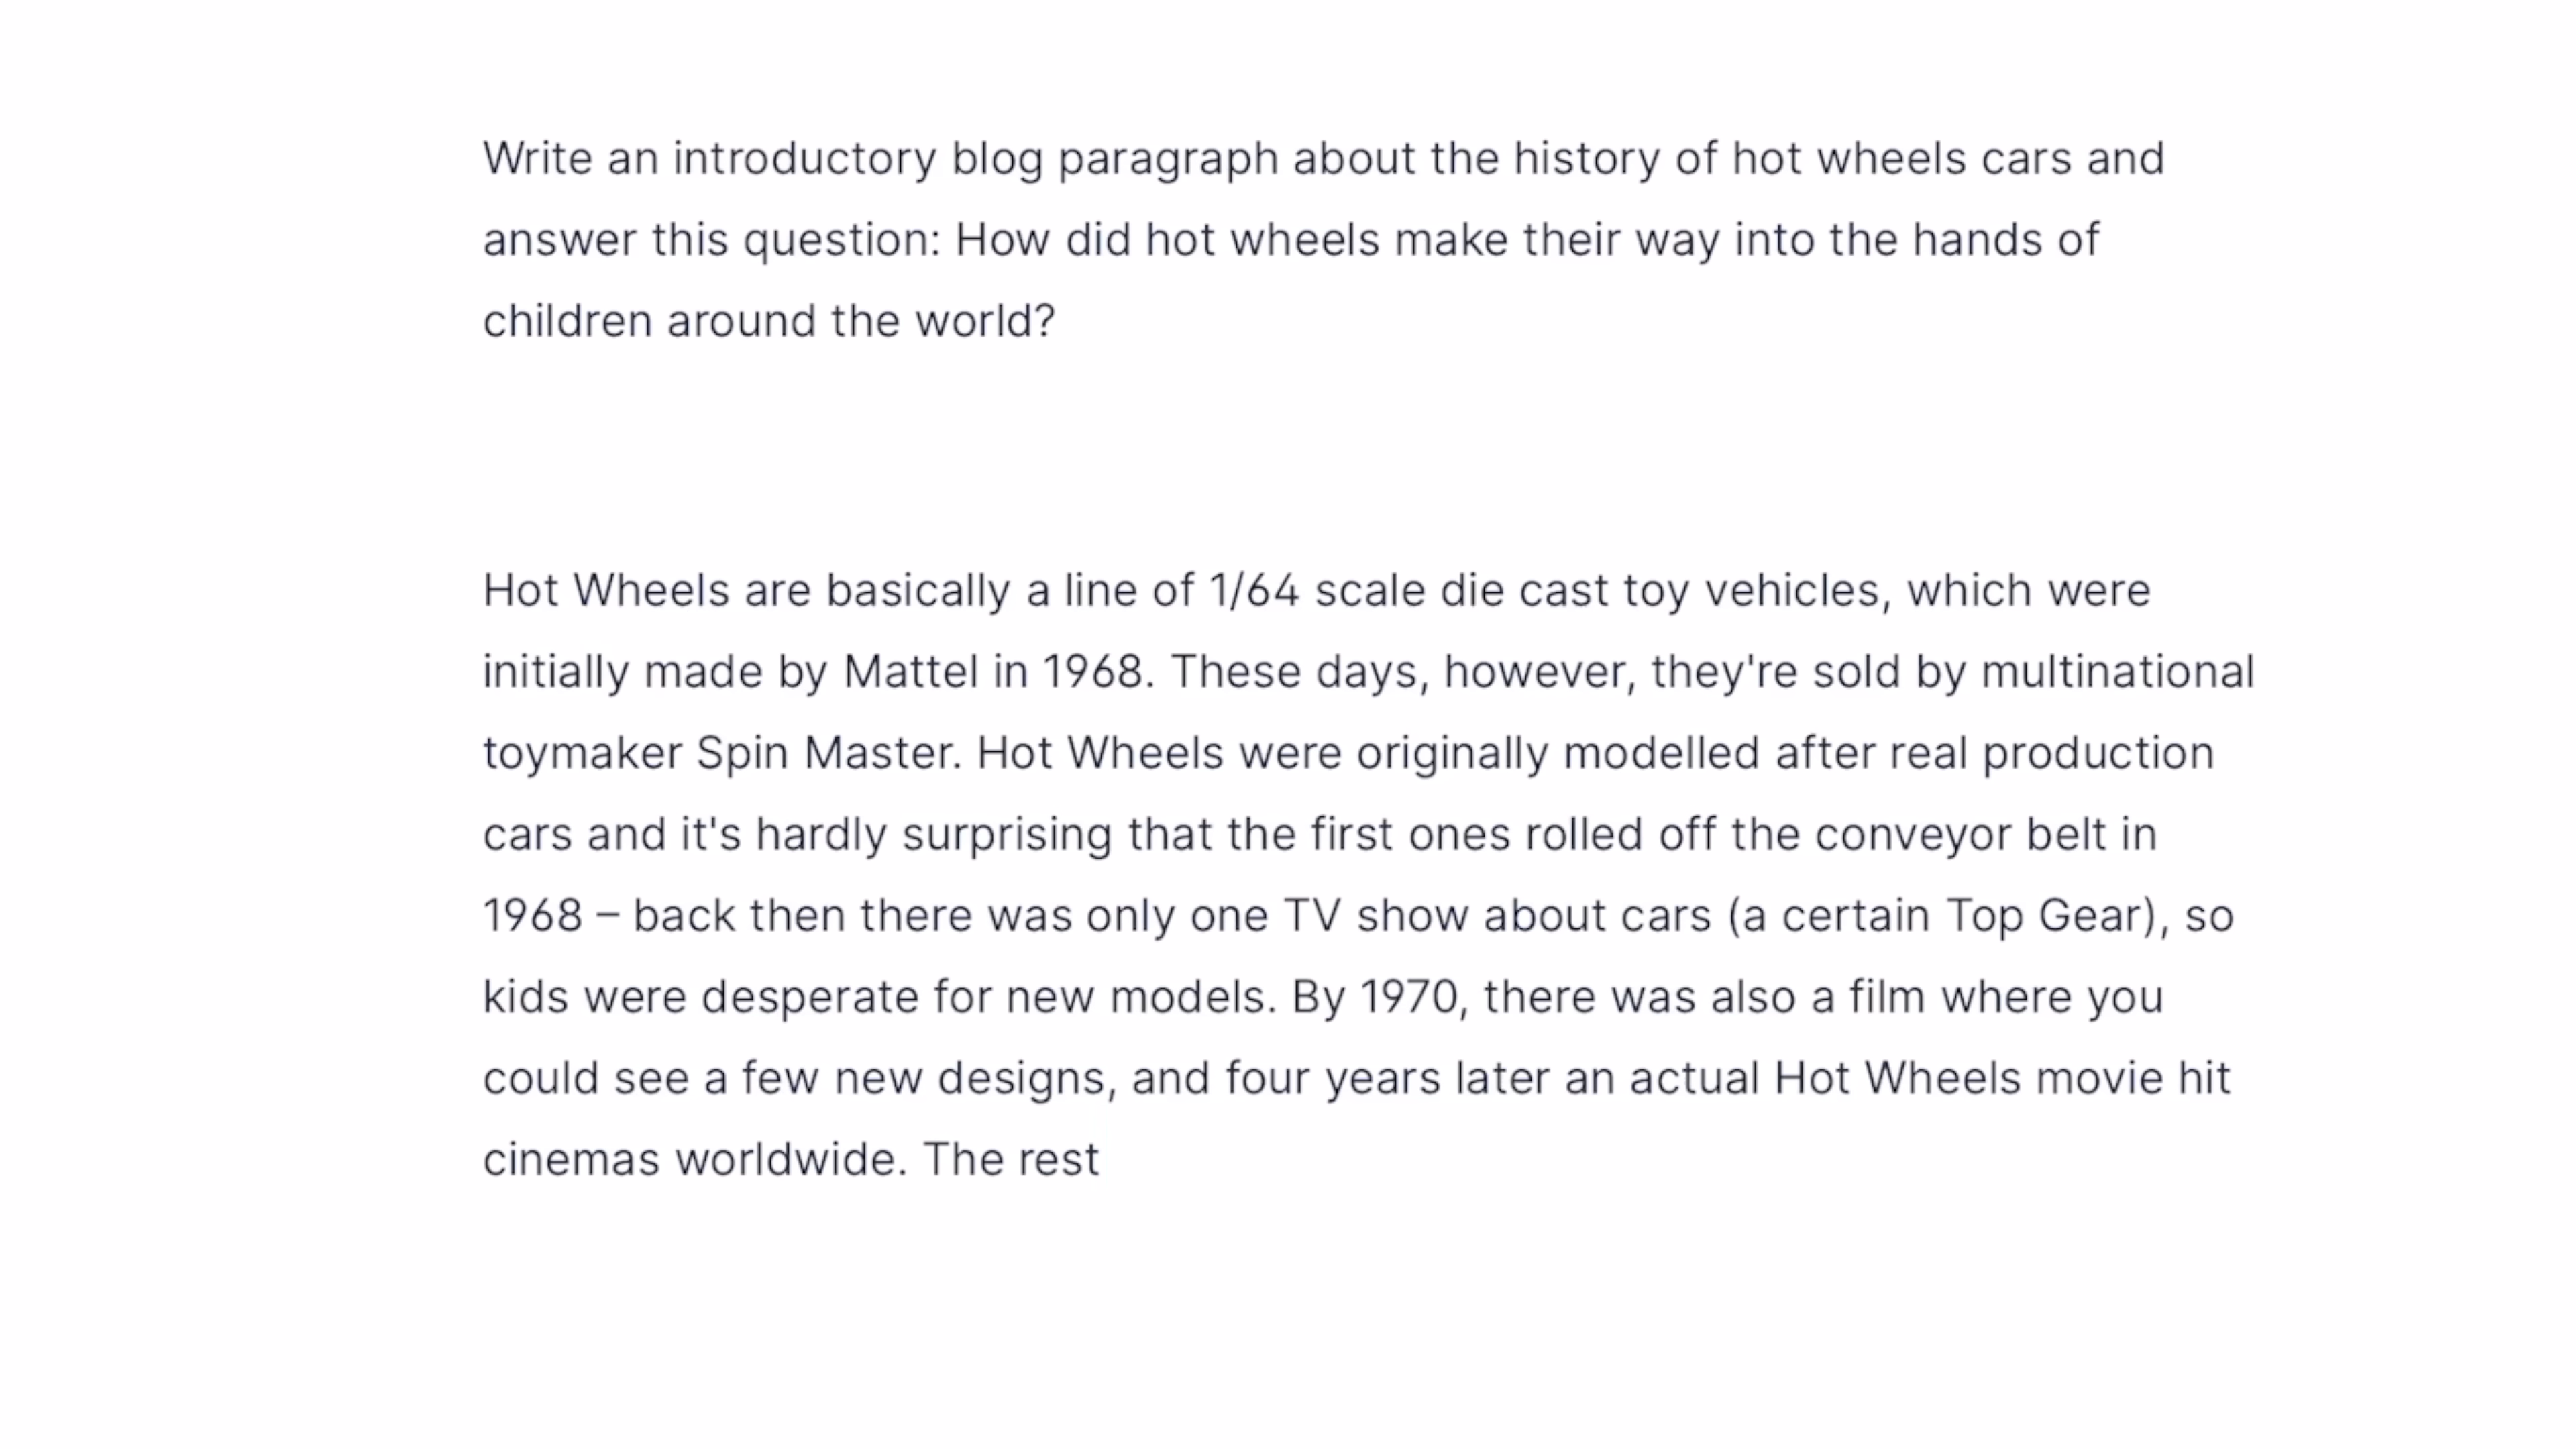 Write an introductory blog paragraph about the history of hot wheels cars and
answer this question: How did hot wheels make their way into the hands of
children around the world?
Hot Wheels are basically a line of 1/64 scale die cast toy vehicles, which were
initially made by Mattel in 1968. These days, however, they're sold by multinational
toymaker Spin Master. Hot Wheels were originally modelled after real production
cars and it's hardly surprising that the first ones rolled off the conveyor belt in
1968 – back then there was only one TV show about cars (a certain Top Gear), so
kids were desperate for new models. By 1970, there was also a film where you
could see a few new designs, and four years later an actual Hot Wheels movie hit
cinemas worldwide. The rest